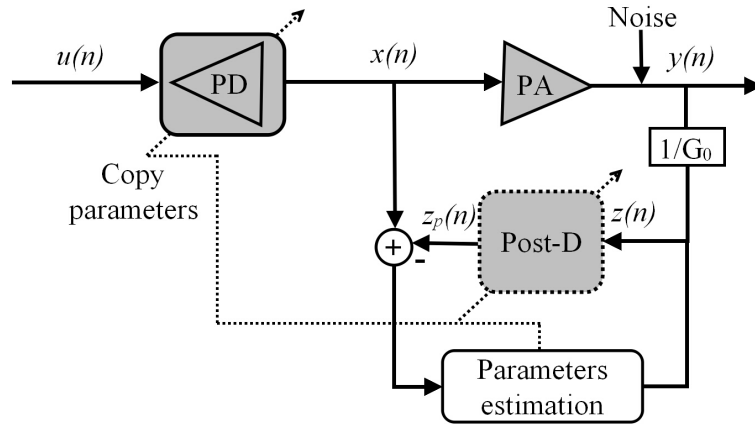 Noise
u(n)
x(n)
y(n)
PD
PA
1/G₀
Copy
parameters
zₚ(n)
z(n)
Post-D
+
-
Parameters
estimation